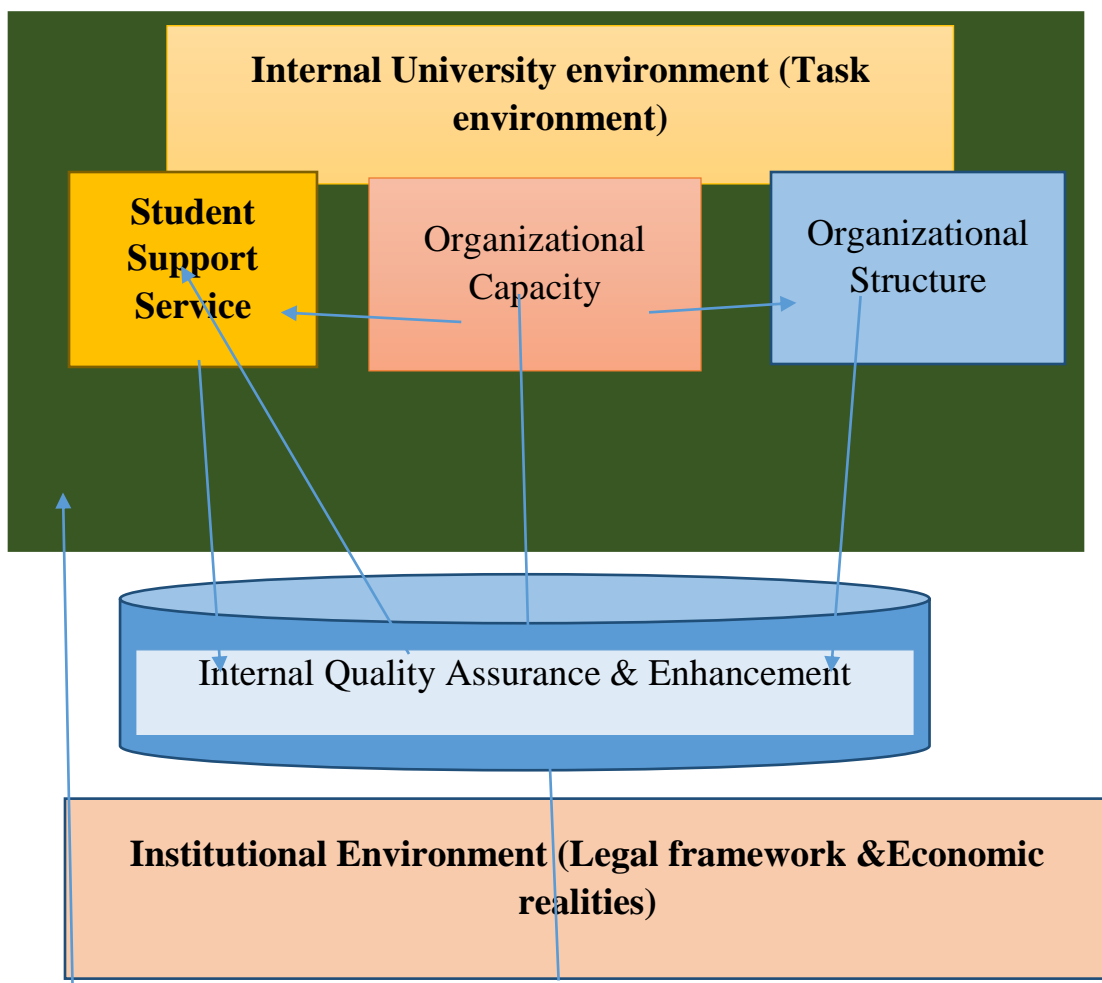 Internal University environment (Task
environment)
Student
Support
Service
Organizational
Capacity
Organizational
Structure
Internal Quality Assurance & Enhancement
Institutional Environment (Legal framework &Economic
realities)